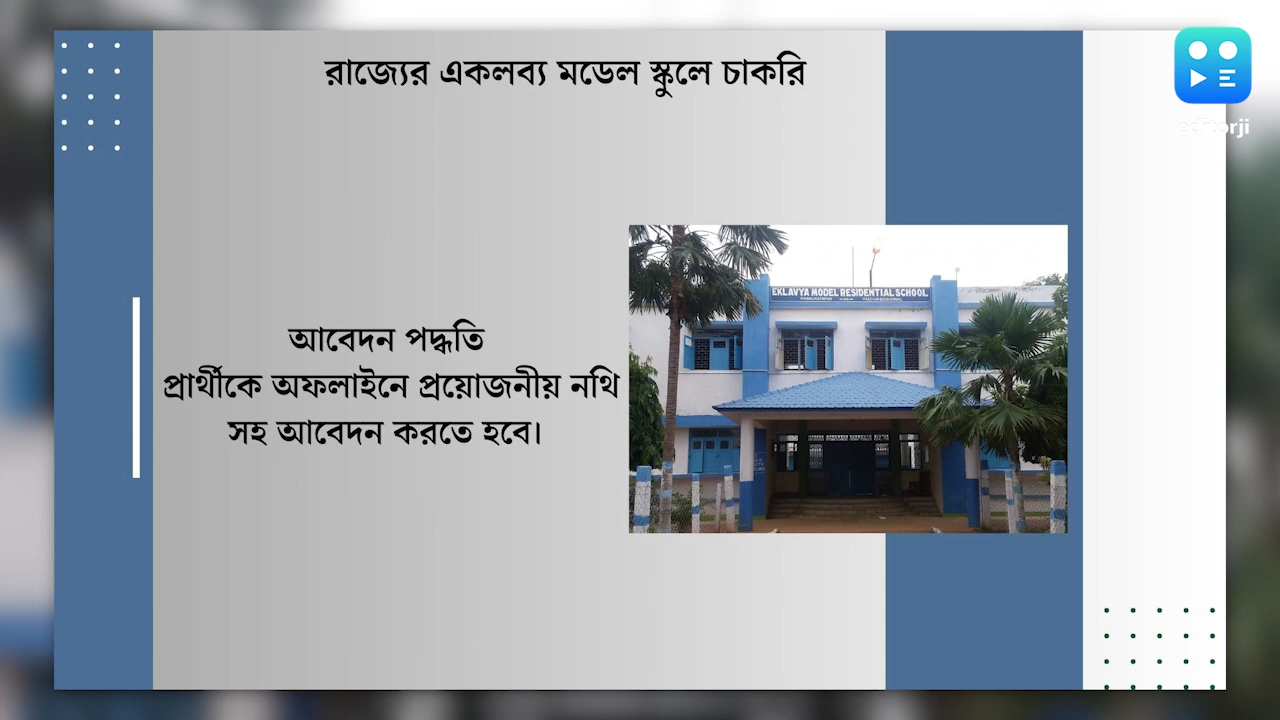 রাজ্যের একলব্য মডেল স্কুলে চাকরি
editorji
EKLAVYA MODEL RESIDENTIAL SCHOOL
আবেদন পদ্ধতি
প্রার্থীকে অফলাইনে প্রয়োজনীয় নথি
সহ আবেদন করতে হবে।